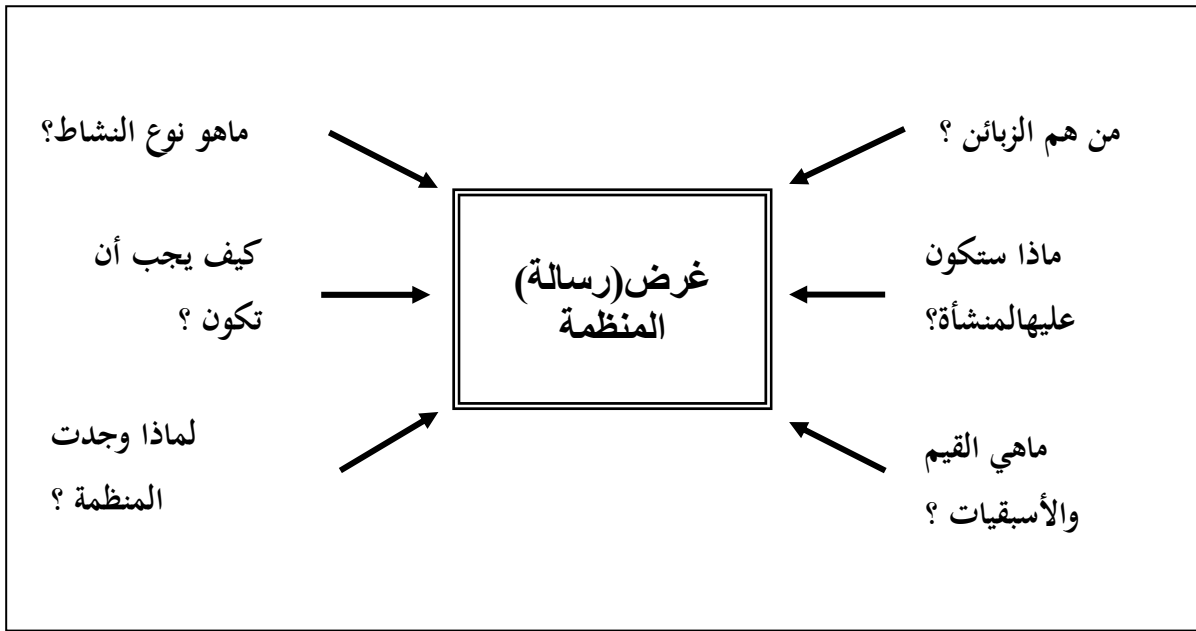 من هم الزبائن ؟
ماهو نوع النشاط؟
ماذا ستكون
عليهالمنشأة؟
غرض(رسالة)
المنظمة
كيف يجب أن
تكون ؟
ماهي القيم
والأسبقيات ؟
لماذا وجدت
المنظمة ؟